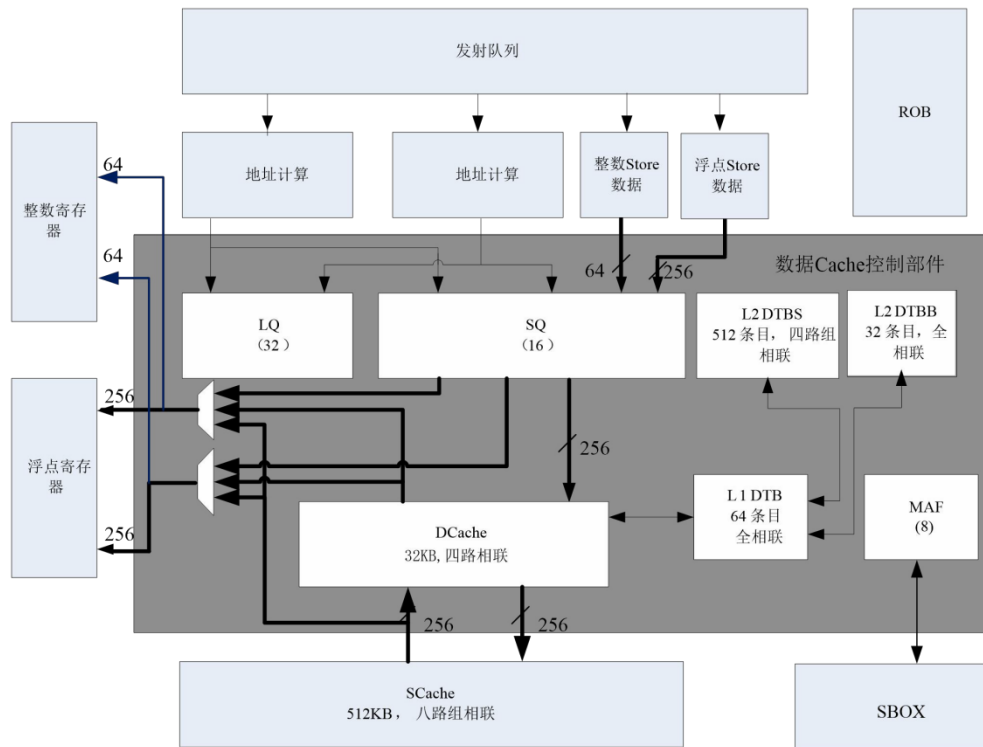 发射队列
ROB
地址计算
地址计算
整数Store
数据
浮点Store
数据
64
整数寄存
器
64
64
256
数据Cache控制部件
LQ
（32）
SQ
（16）
L2 DTBS
512 条目， 四路组
相联
L2 DTBB
32 条目，全
相联
256
浮点寄存
器
256
256
DCache
32KB,四路相联
L1 DTB
64 条目
全相联
MAF
(8)
256
256
SCache
512KB， 八路组相联
SBOX